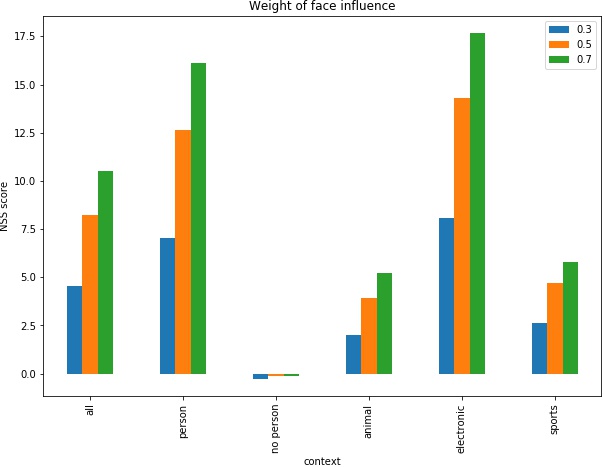 Weight of face influence
0.3
0.5
0.7
NSS score
17.5
15.0
12.5
10.0
7.5
5.0
2.5
0.0
all
person
no person
animal
electronic
sports
context